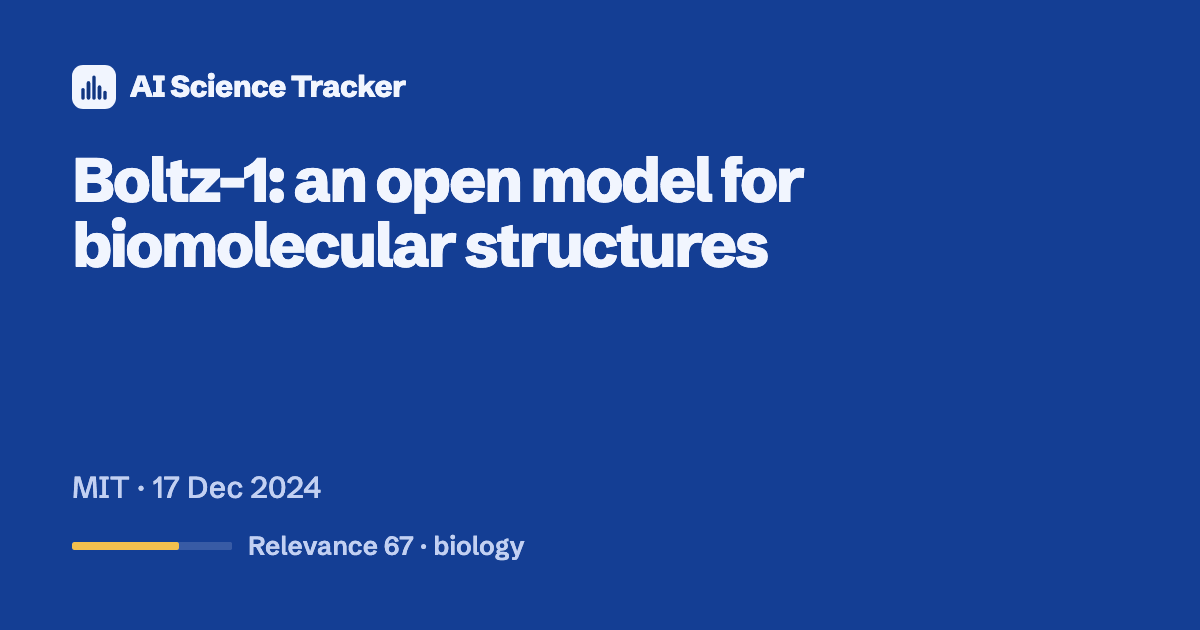 AI Science Tracker
Boltz-1: an open model for
biomolecular structures
MIT · 17 Dec 2024
Relevance 67 · biology